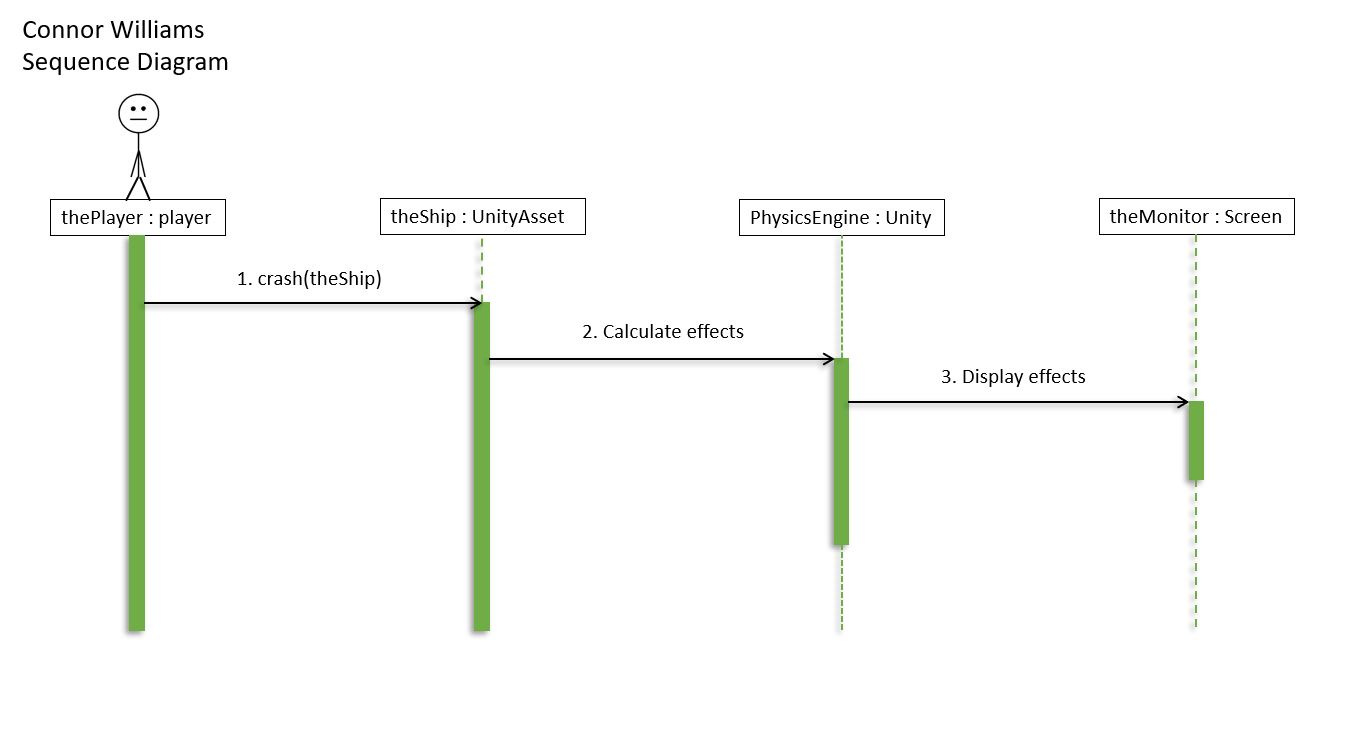 Connor Williams
Sequence Diagram
thePlayer : player
theShip : UnityAsset
PhysicsEngine : Unity
theMonitor : Screen
1. crash(theShip)
2. Calculate effects
3. Display effects